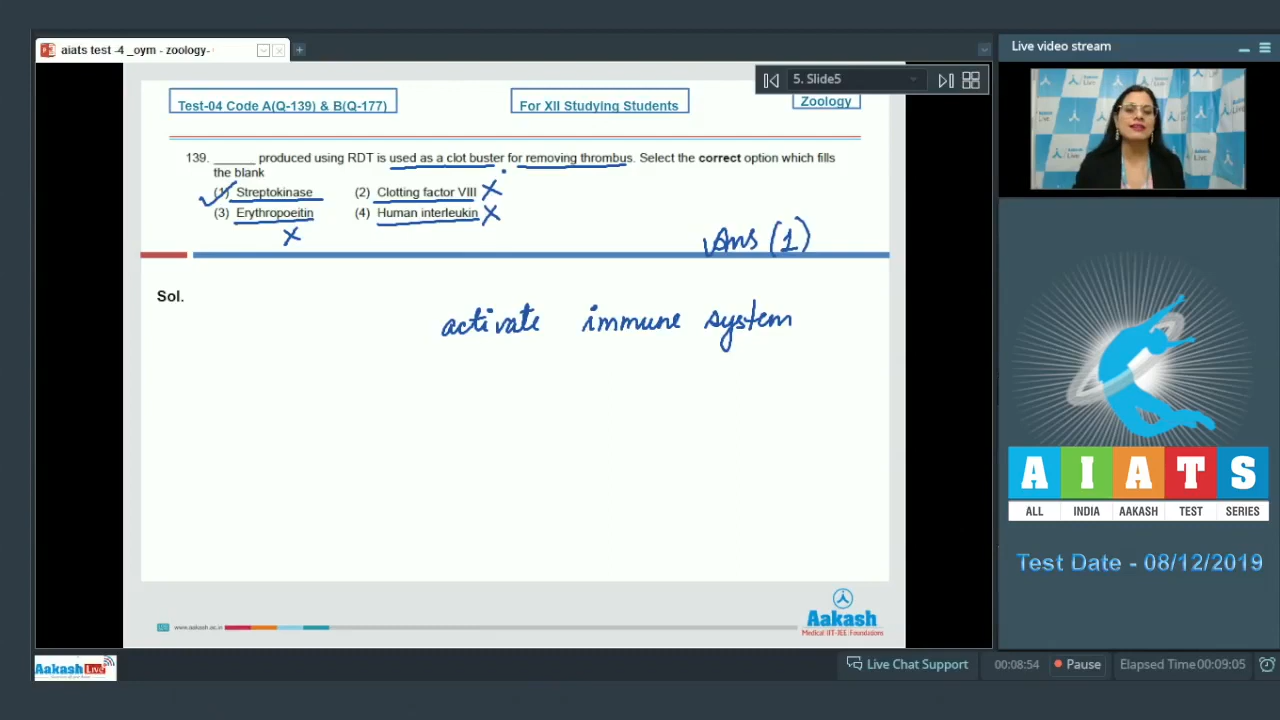 aiats test -4 _oym - zoology-
Live video stream
5. Slide5
Test-04 Code A(Q-139) & B(Q-177)
For XII Studying Students
Zoology
139. ______ produced using RDT is used as a clot buster for removing thrombus. Select the correct option which fills
the blank
(1) Streptokinase (2) Clotting factor VIII
(3) Erythropoeitin (4) Human interleukin
Ans (1)
Sol.
activate immune system
A I A T S
ALL INDIA AAKASH TEST SERIES
Test Date - 08/12/2019
www.aakash.ac.in
Aakash
Medical | IIT-JEE | Foundations
Aakash Live
Live Chat Support
00:08:54
Pause
Elapsed Time 00:09:05